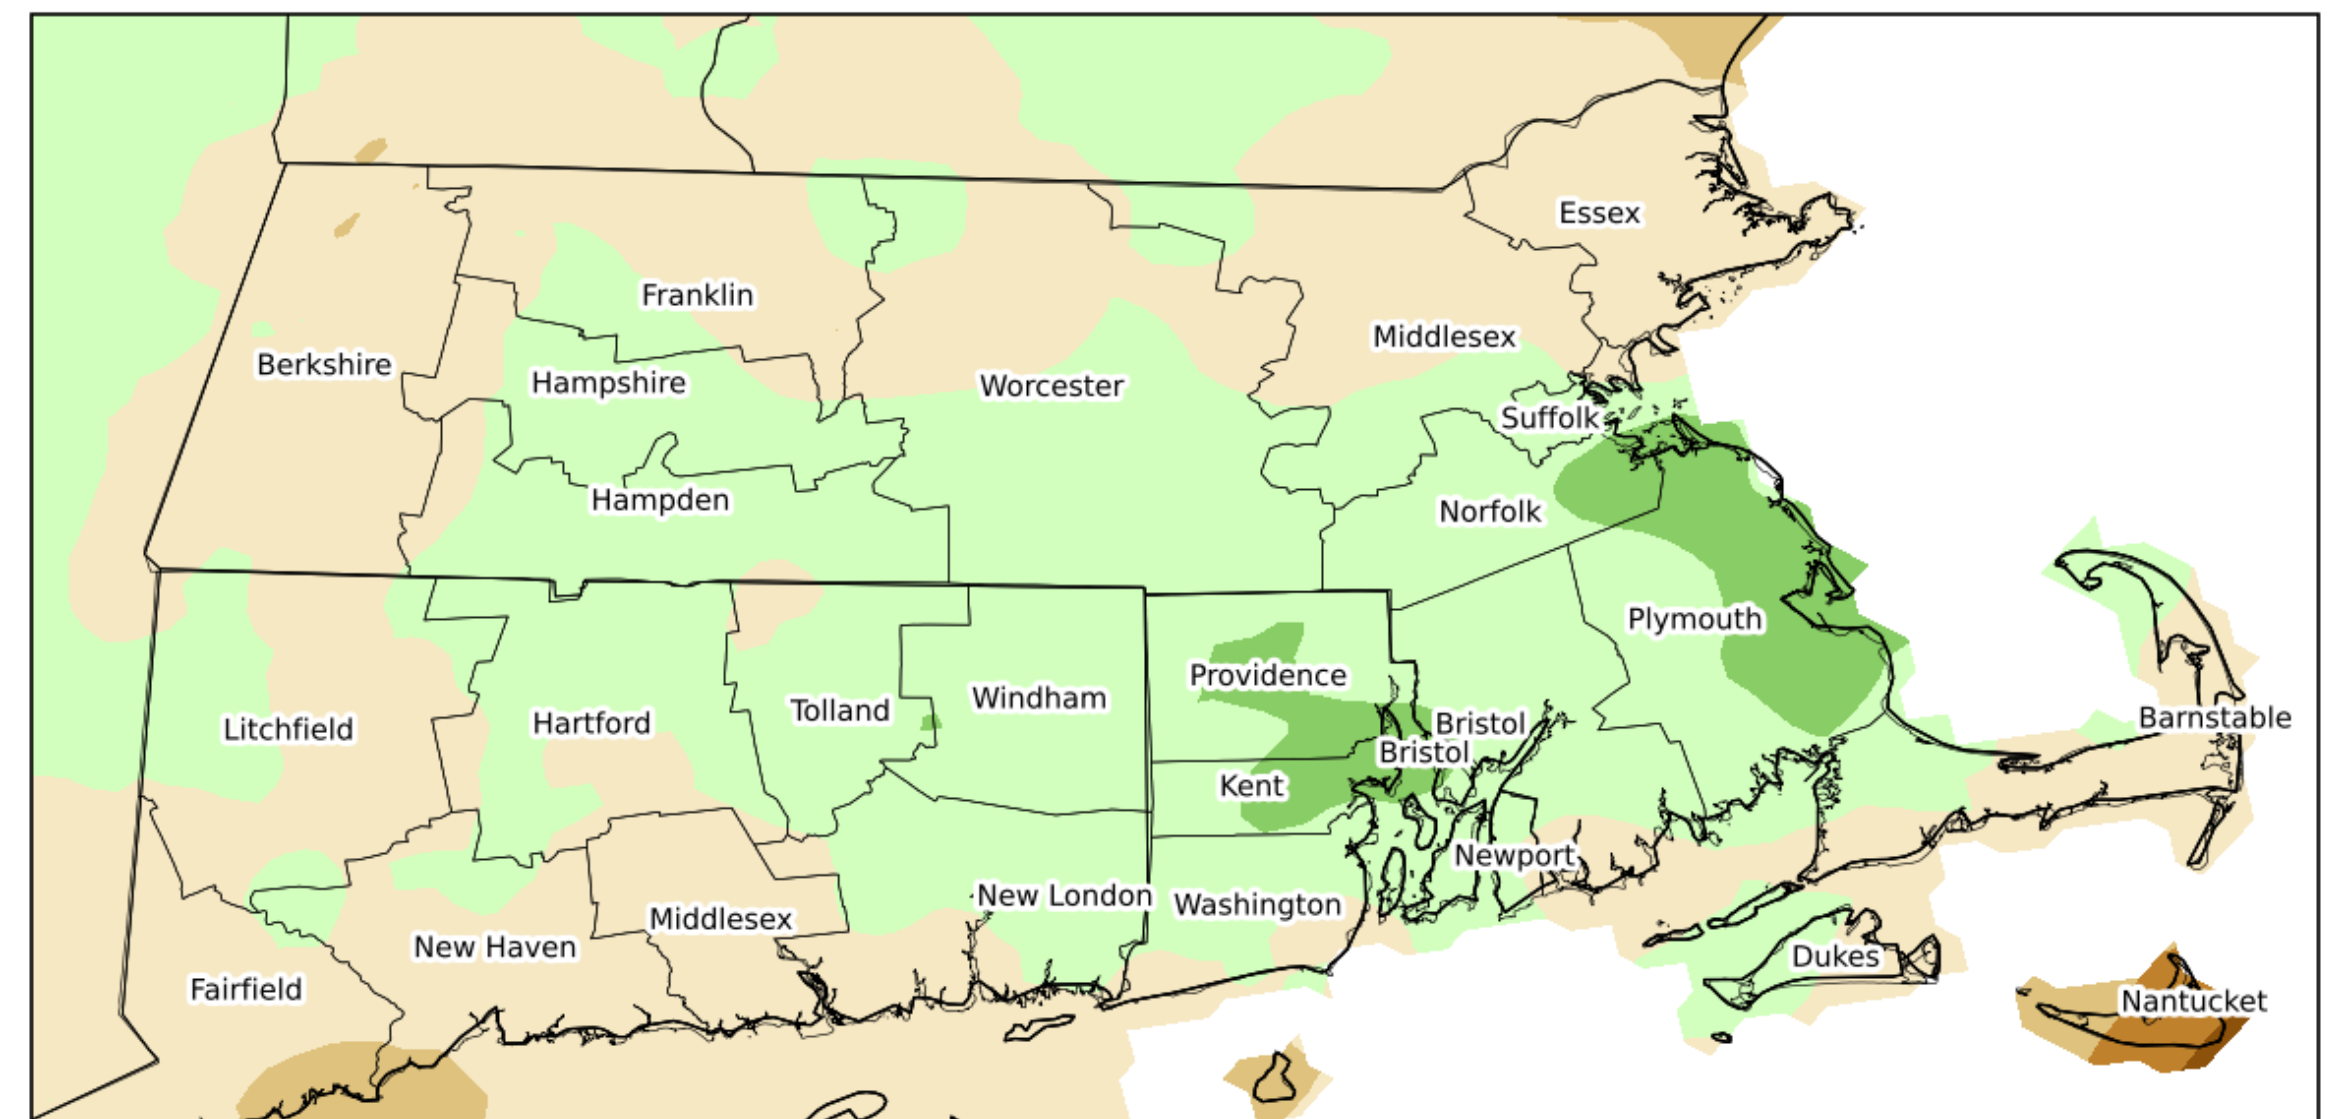 Essex
Franklin
Middlesex
Berkshire
Hampshire
Worcester
Suffolk
Hampden
Norfolk
Plymouth
Providence
Windham
Tolland
Barnstable
Litchfield
Hartford
Bristol
Bristol
Kent
Newport
New London
Washington
Middlesex
New Haven
Dukes
Fairfield
Nantucket